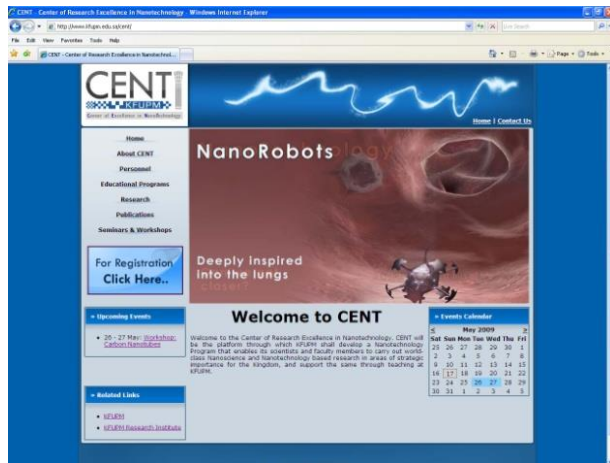 CENT - Center of Research Excellence in Nanotechnology - Windows Internet Explorer
http://www.kfupm.edu.sa/cent/
Live Search
File Edit View Favorites Tools Help
CENT - Center of Research Excellence in Nanotechnol...
Page Tools
CENT
KFUPM
Center of Excellence in NanoTechnology
Home | Contact Us
Home
About CENT
Personnel
Educational Programs
Research
Publications
Seminars & Workshops
NanoRobots
Deeply inspired
into the lungs
closer?
For Registration
Click Here..
» Upcoming Events
• 26 - 27 May: Workshop:
Carbon Nanotubes
» Related Links
• KFUPM
• KFUPM Research Institute
Welcome to CENT
Welcome to the Center of Research Excellence in Nanotechnology. CENT will
be the platform through which KFUPM shall develop a Nanotechnology
Program that enables its scientists and faculty members to carry out world-
class Nanoscience and Nanotechnology based research in areas of strategic
importance for the Kingdom, and support the same through teaching at
KFUPM.
» Events Calendar
< May 2009 >
Sat Sun Mon Tue Wed Thu Fri
25 26 27 28 29 30 1
2 3 4 5 6 7 8
9 10 11 12 13 14 15
16 17 18 19 20 21 22
23 24 25 26 27 28 29
30 31 1 2 3 4 5